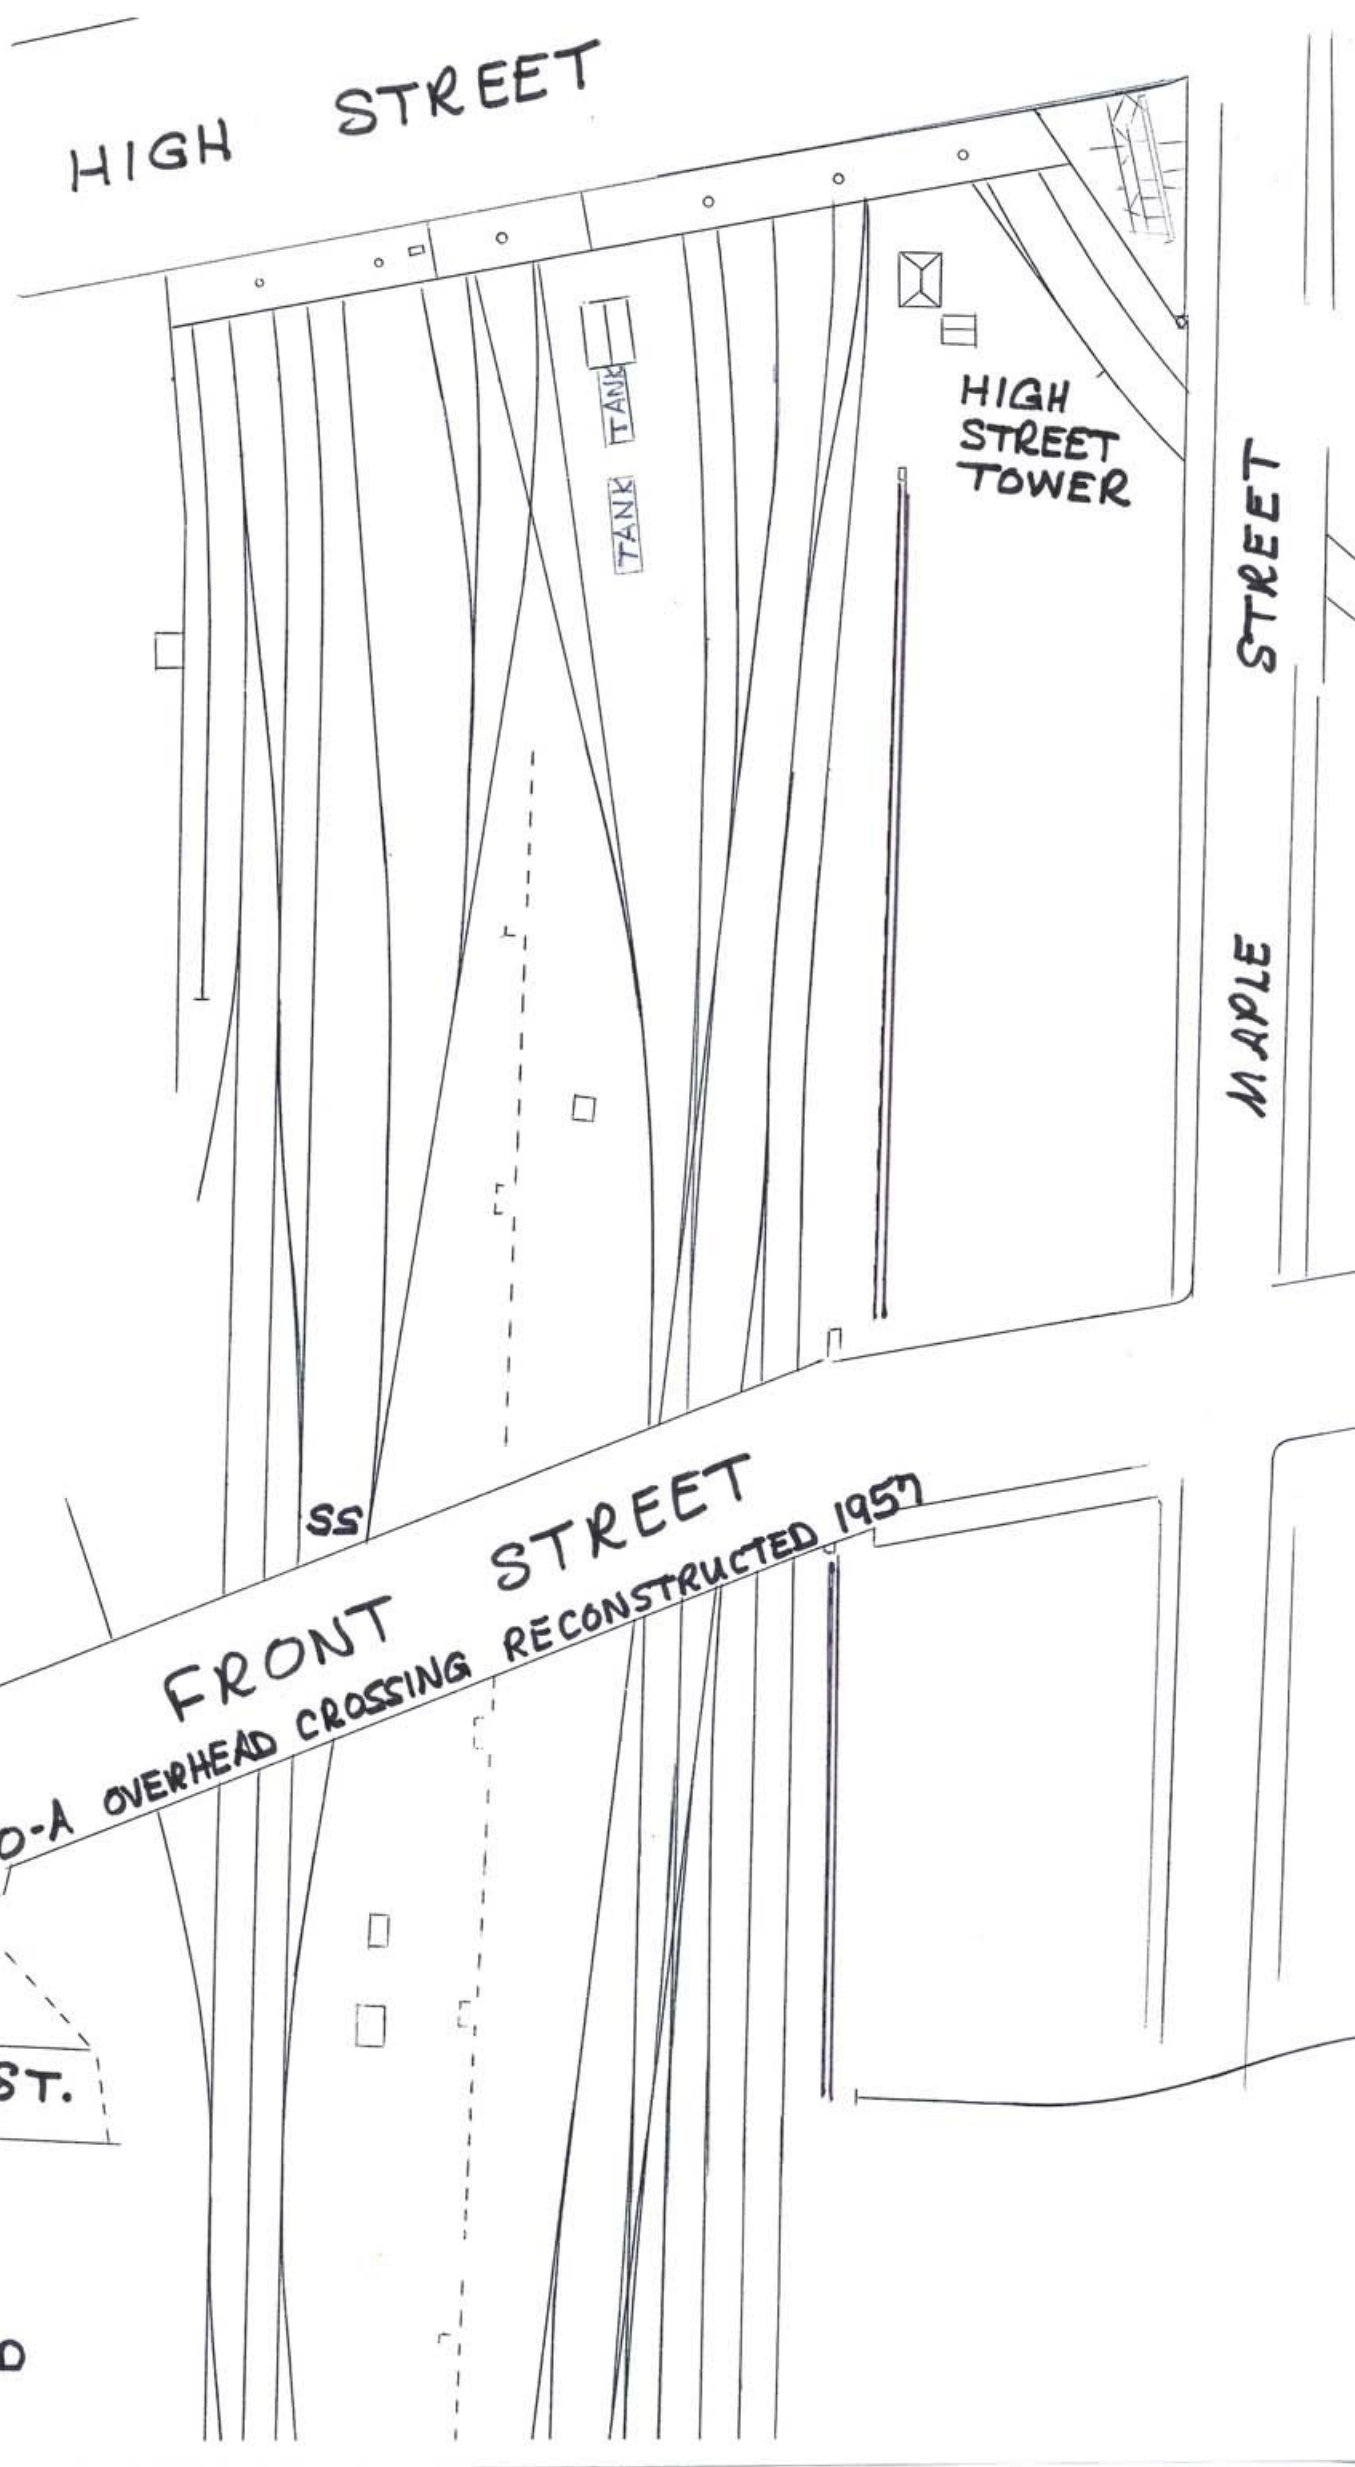 HIGH STREET
TANK
TANK
HIGH
STREET
TOWER
MAPLE STREET
SS
FRONT STREET
O-A OVERHEAD CROSSING RECONSTRUCTED 1957
ST.
D